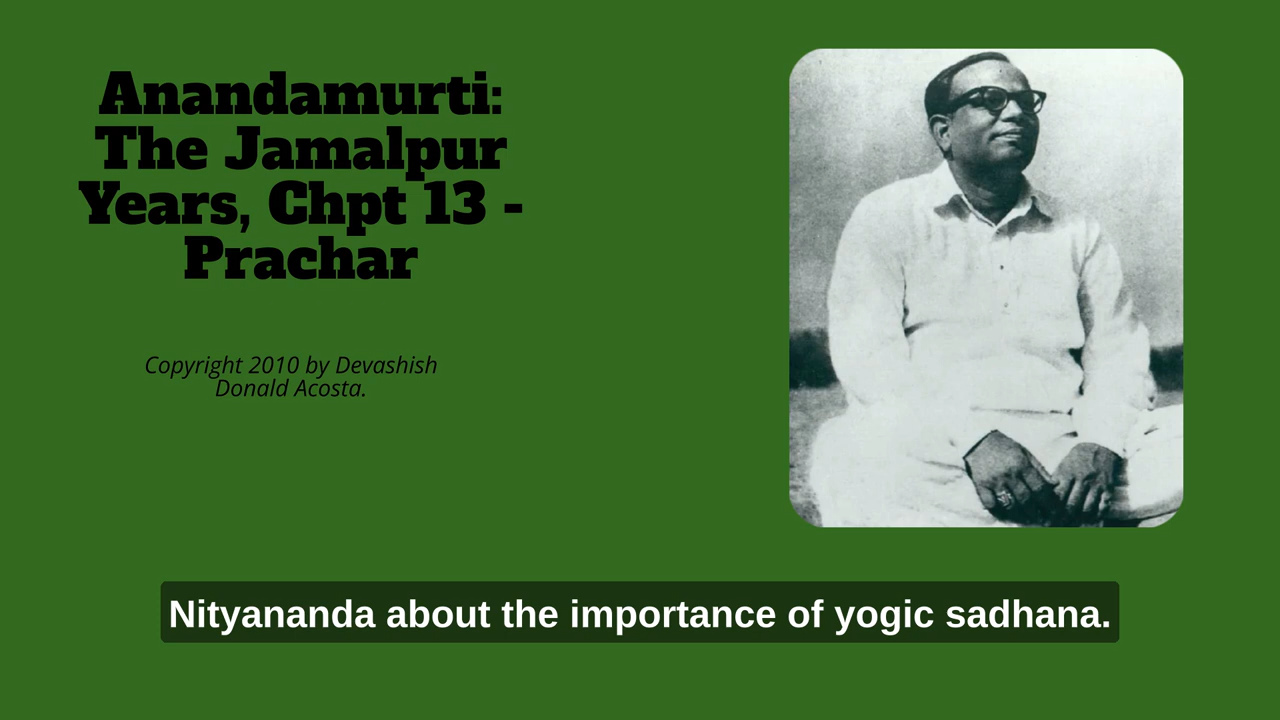 Anandamurti:
The Jamalpur
Years, Chpt 13 -
Prachar
Copyright 2010 by Devashish
Donald Acosta.
Nityananda about the importance of yogic sadhana.